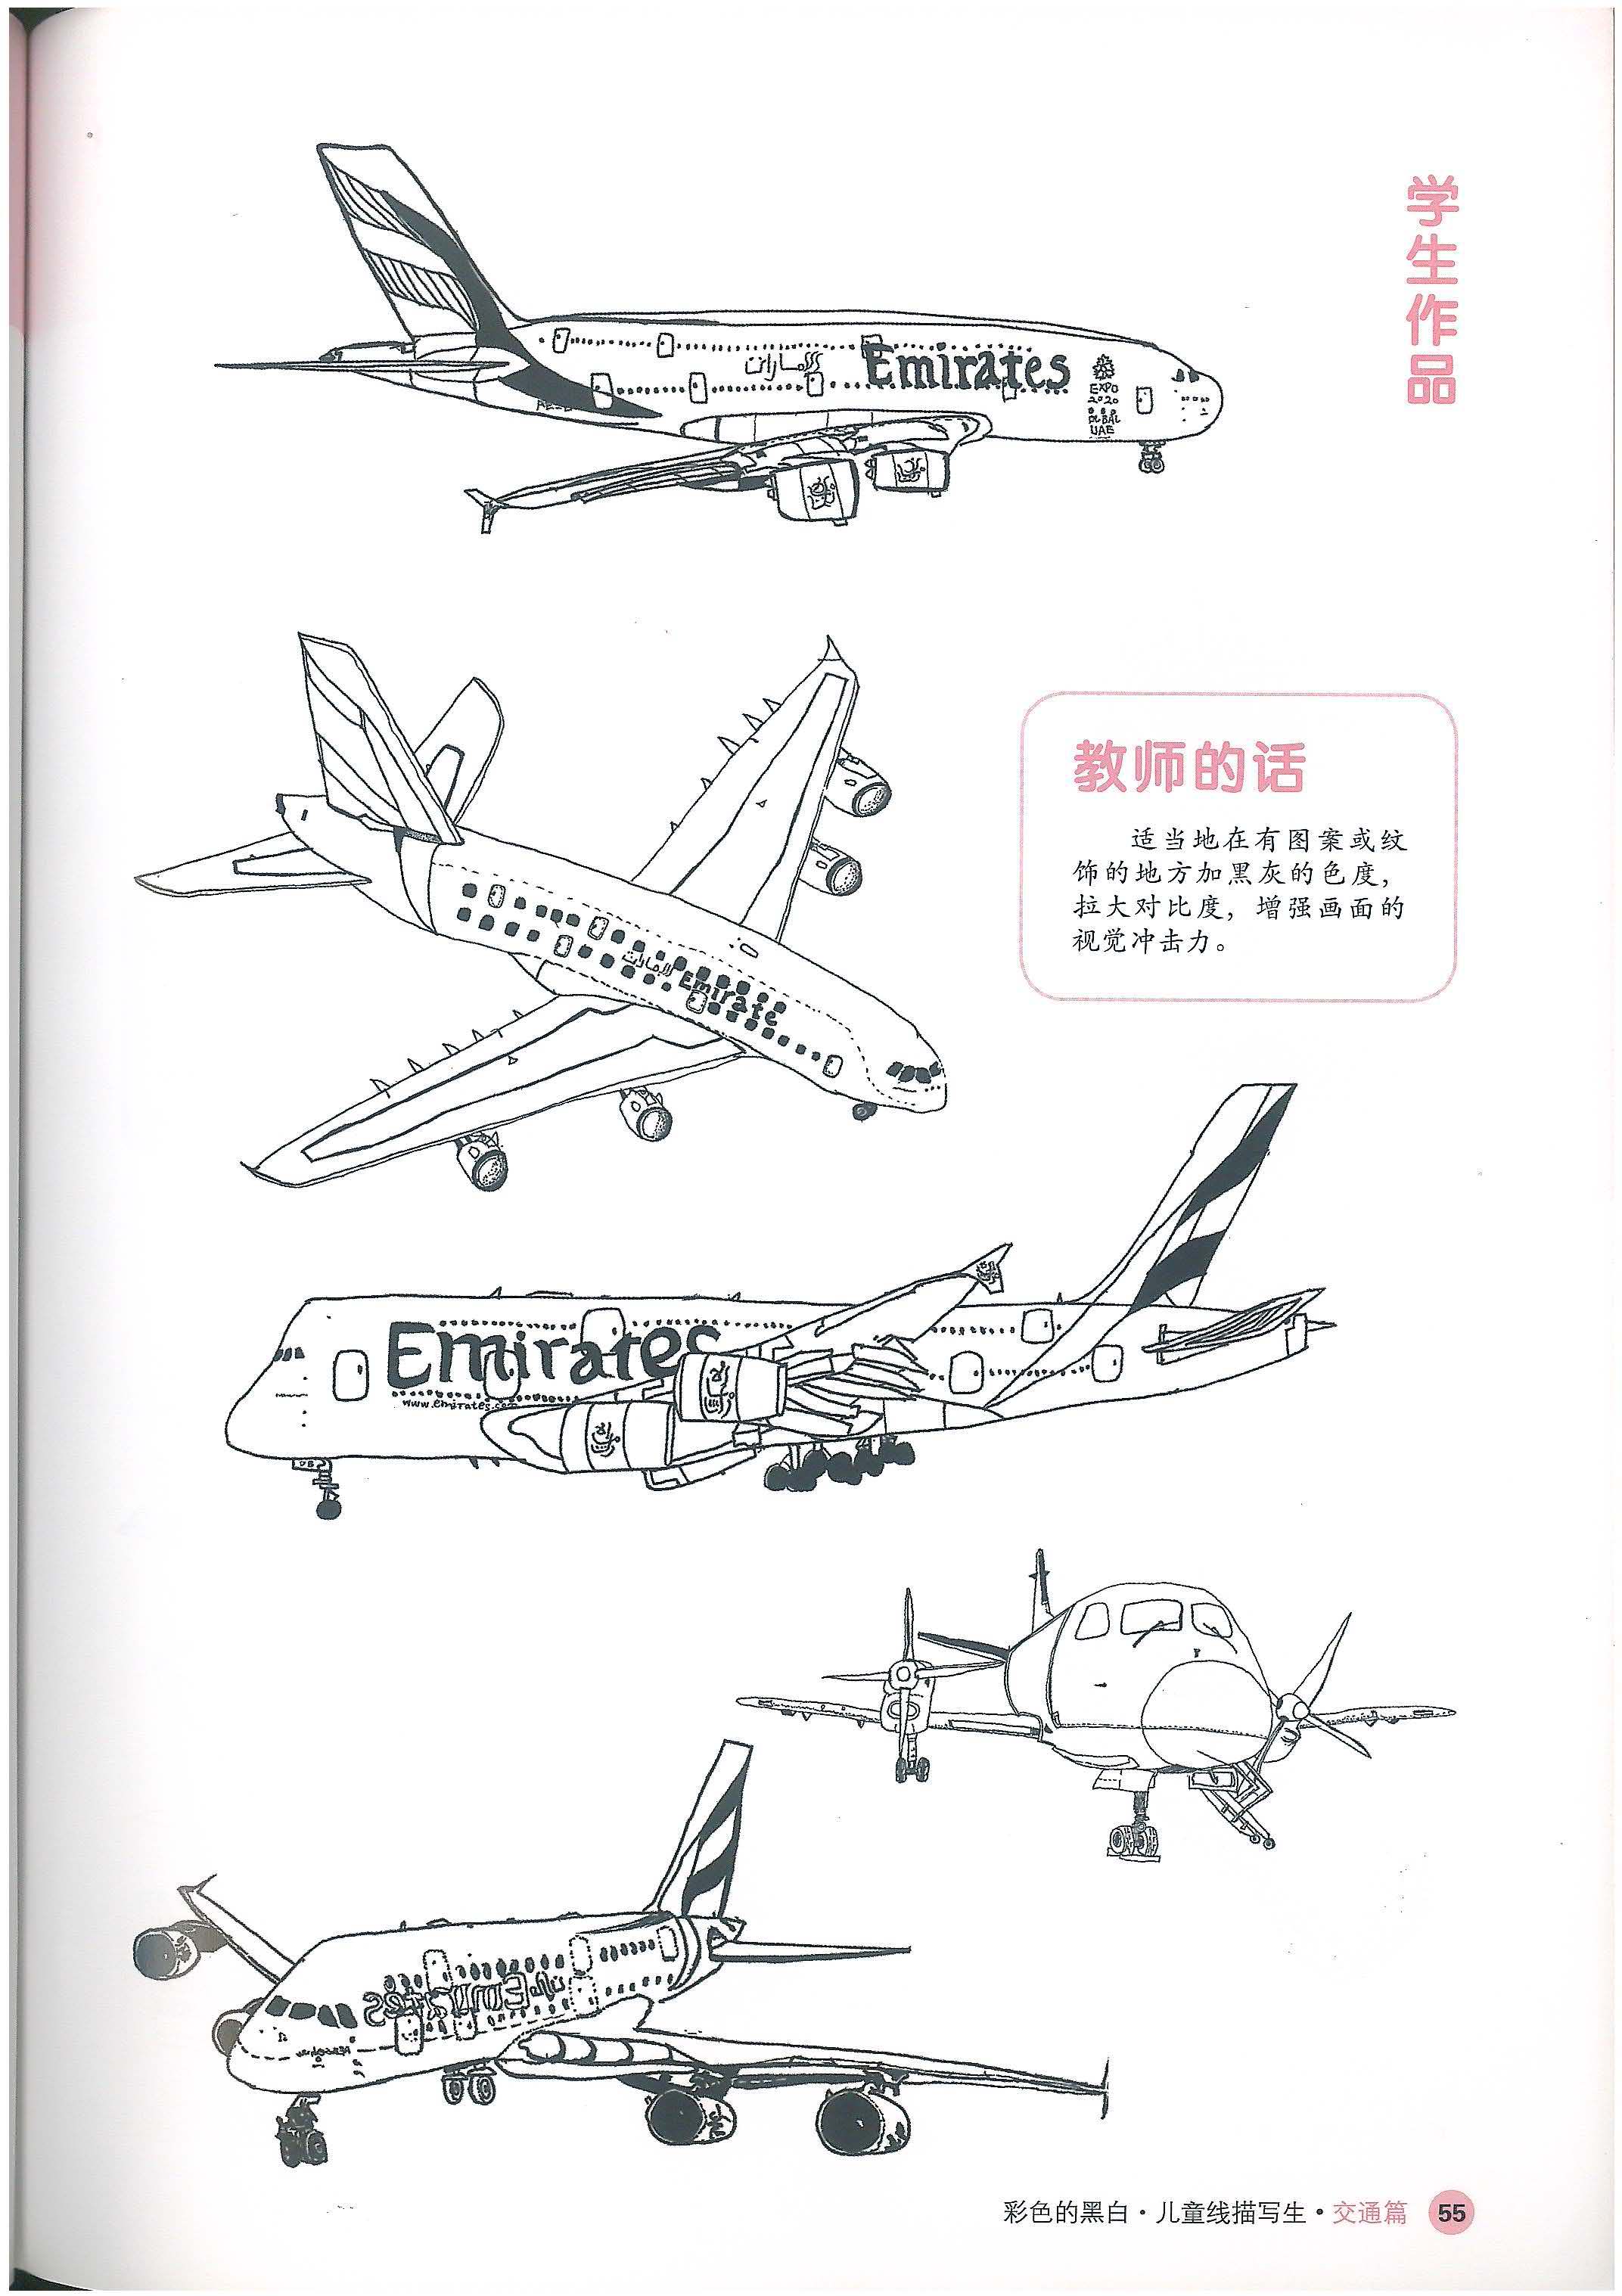 学生作品
Emirates
EXPO
2020
UAE
教师的话
适当地在有图案或纹
饰的地方加黑灰的色度，
拉大对比度，增强画面的
视觉冲击力。
Emirate
Emirates
www.emirates.com
彩色的黑白·儿童线描写生·交通篇 55